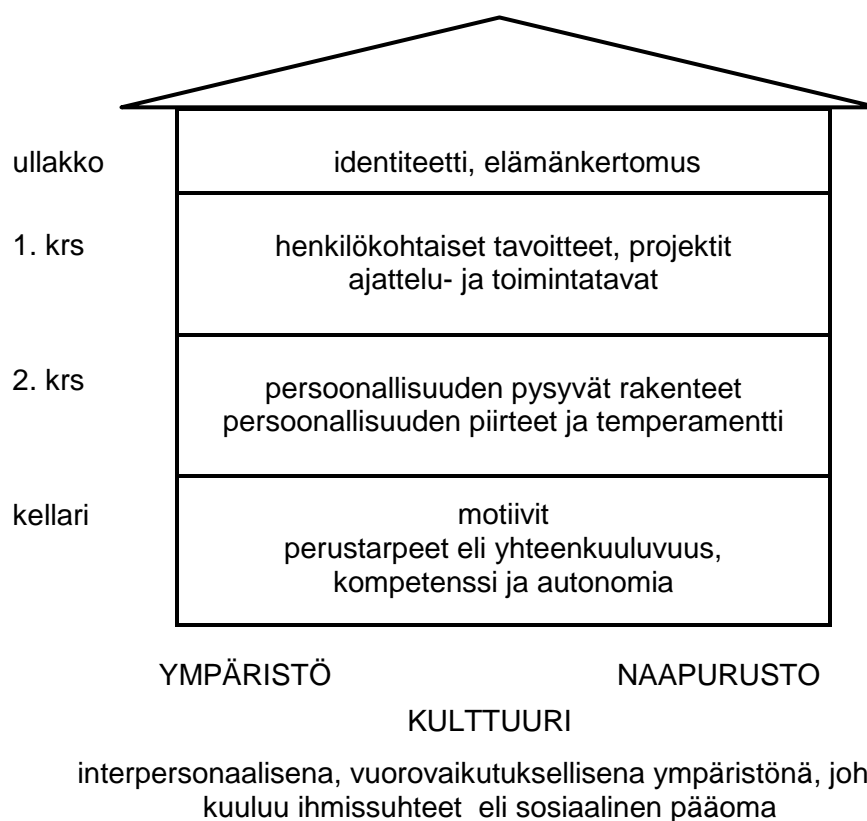 ullakko
identiteetti, elämänkertomus
1. krs
henkilökohtaiset tavoitteet, projektit
ajattelu- ja toimintatavat
2. krs
persoonallisuuden pysyvät rakenteet
persoonallisuuden piirteet ja temperamentti
kellari
motiivit
perustarpeet eli yhteenkuuluvuus,
kompetenssi ja autonomia
YMPÄRISTÖ NAAPURUSTO
KULTTUURI
interpersonaalisena, vuorovaikutuksellisena ympäristönä,
kuuluu ihmissuhteet eli sosiaalinen pääoma